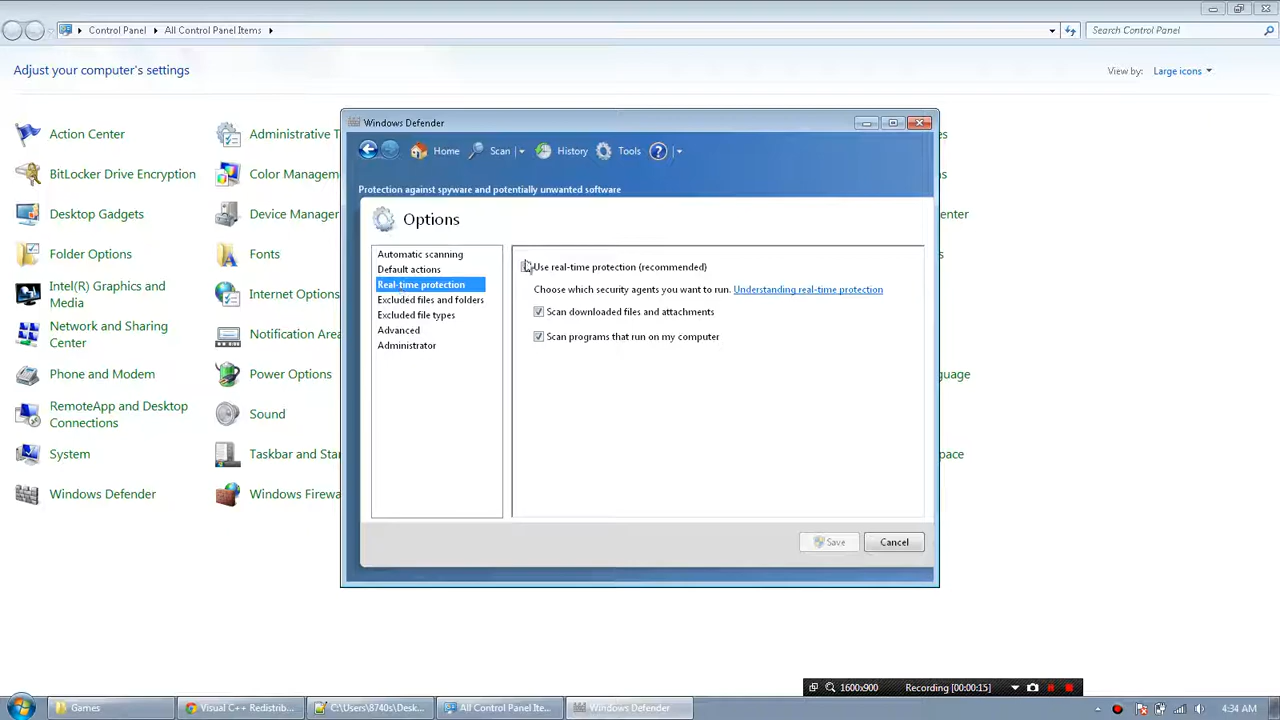 Control Panel
All Control Panel Items
Search Control Panel
Adjust your computer's settings
View by:
Large icons
Action Center
BitLocker Drive Encryption
Desktop Gadgets
Folder Options
Intel(R) Graphics and
Media
Network and Sharing
Center
Phone and Modem
RemoteApp and Desktop
Connections
System
Windows Defender
Administrative T
Color Managem
Device Manager
Fonts
Internet Options
Notification Area
Power Options
Sound
Taskbar and Sta
Windows Firew
Windows Defender
Home
Scan
History
Tools
Protection against spyware and potentially unwanted software
Options
Automatic scanning
Default actions
Real-time protection
Excluded files and folders
Excluded file types
Advanced
Administrator
Use real-time protection (recommended)
Choose which security agents you want to run. Understanding real-time protection
Scan downloaded files and attachments
Scan programs that run on my computer
Save
Cancel
enter
nguage
pace
1600x900
Recording [00:00:15]
Games
Visual C++ Redistrib...
C:\Users\8740s\Desk...
All Control Panel Ite...
Windows Defender
4:34 AM